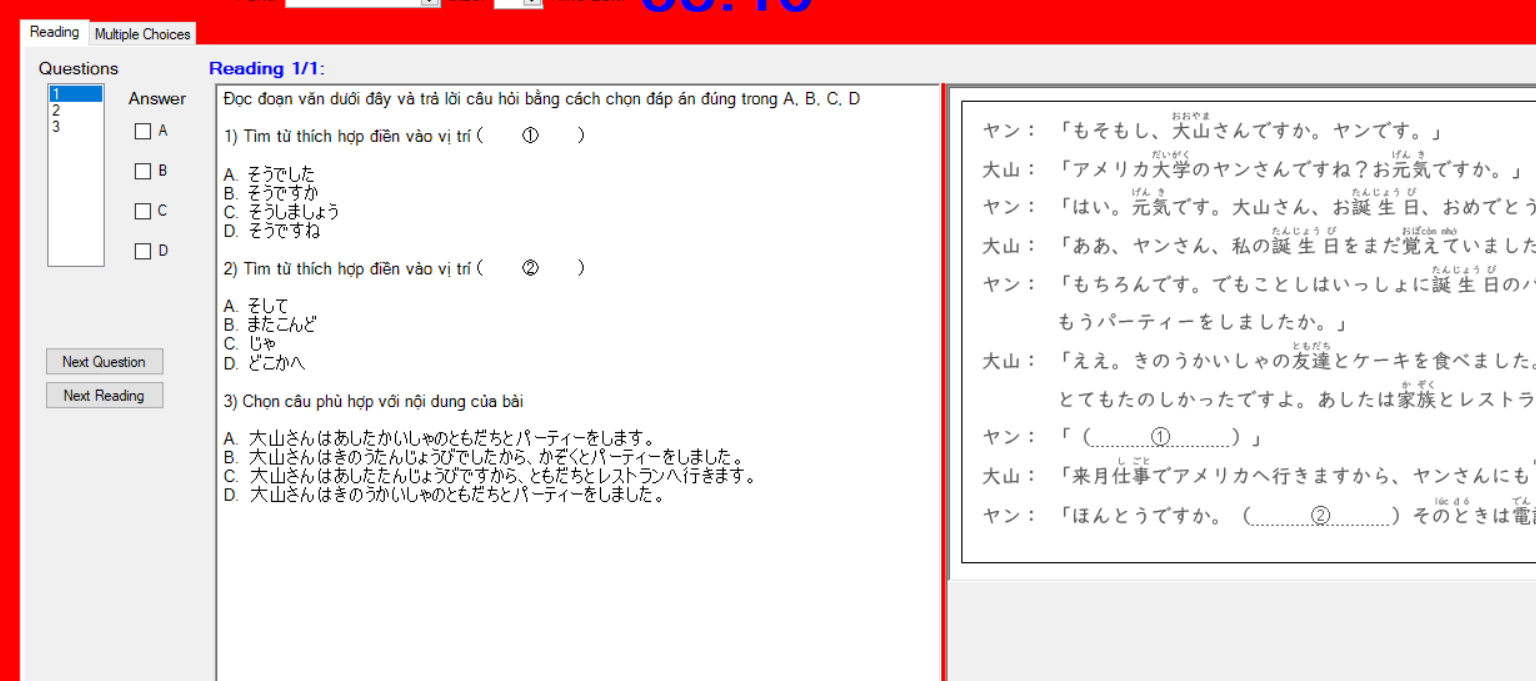 Reading
Multiple Choices
Questions
Reading 1/1:
1
2
3
Answer
A
B
C
D
Next Question
Next Reading
Đọc đoạn văn dưới đây và trả lời câu hỏi bằng cách chọn đáp án đúng trong A, B, C, D
1) Tìm từ thích hợp điền vào vị trí ( ① )
A. そうでした
B. そうですか
C. そうしましょう
D. そうですね
2) Tìm từ thích hợp điền vào vị trí ( ② )
A. そして
B. またこんど
C. じゃ
D. どこかへ
3) Chọn câu phù hợp với nội dung của bài
A. 大山さんはあしたかいしゃのともだちとパーティーをします。
B. 大山さんはきのうたんじょうびでしたから、かぞくとパーティーをしました。
C. 大山さんはあしたたんじょうびですから、ともだちとレストランへ行きます。
D. 大山さんはきのうかいしゃのともだちとパーティーをしました。
おおやま
ヤン： 「もそもし、大山さんですか。ヤンです。」
だいがく げんき
大山： 「アメリカ大学のヤンさんですね？お元気ですか。」
げんき たんじょうび
ヤン： 「はい。元気です。大山さん、お誕生日、おめでとう
たんじょうび おぼcòn nhớ
大山： 「ああ、ヤンさん、私の誕生日をまだ覚えていました
たんじょうび
ヤン： 「もちろんです。でもことしはいっしょに誕生日のパ
もうパーティーをしましたか。」
ともだち
大山： 「ええ。きのうかいしゃの友達とケーキを食べました。
かぞく
とてもたのしかったですよ。あしたは家族とレストラ
ヤン： 「（ ① ）」
しごと
大山： 「来月仕事でアメリカへ行きますから、ヤンさんにも
lúc đó でん
ヤン： 「ほんとうですか。（ ② ）そのときは電